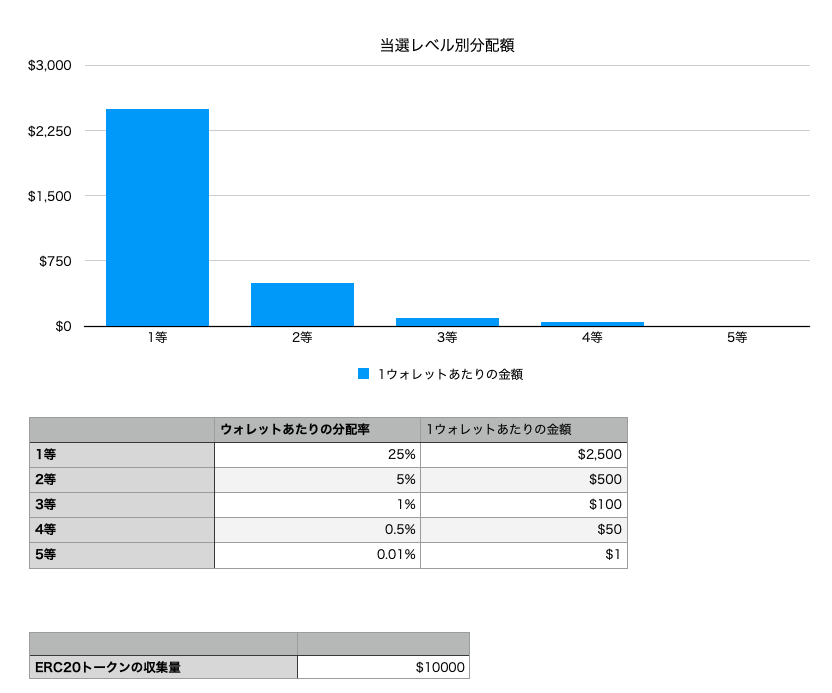 当選レベル別分配額
$3,000
$2,250
$1,500
$750
$0
1等 2等 3等 4等 5等
1ウォレットあたりの金額
ウォレットあたりの分配率 1ウォレットあたりの金額
1等 25% $2,500
2等 5% $500
3等 1% $100
4等 0.5% $50
5等 0.01% $1
ERC20トークンの収集量 $10000